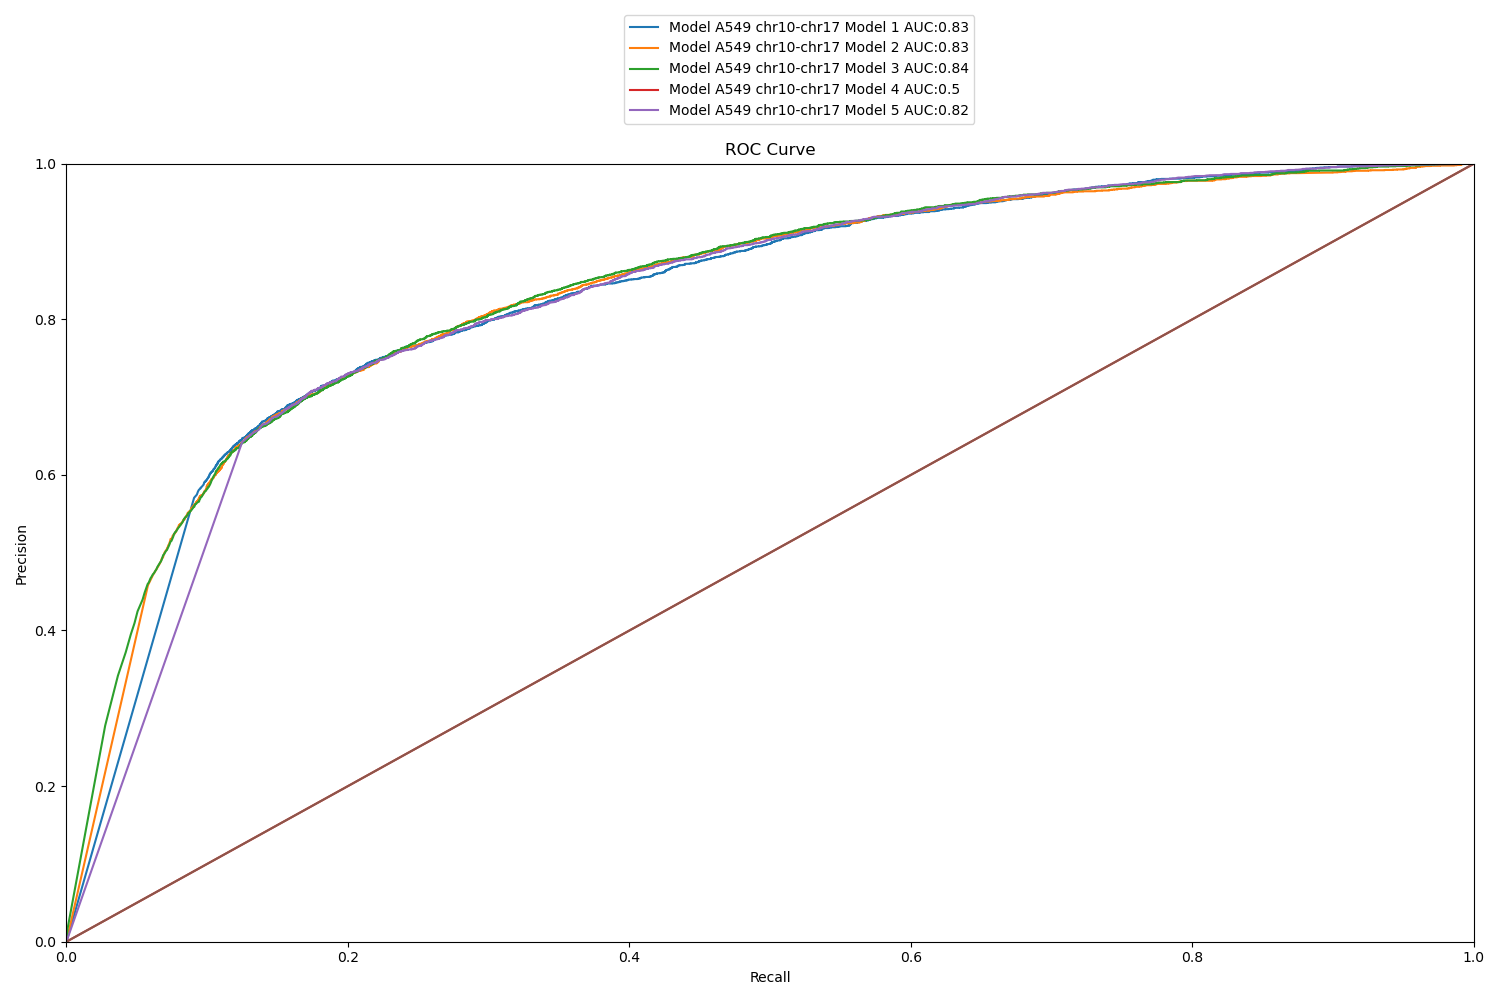 Model A549 chr10-chr17 Model 1 AUC:0.83
Model A549 chr10-chr17 Model 2 AUC:0.83
Model A549 chr10-chr17 Model 3 AUC:0.84
Model A549 chr10-chr17 Model 4 AUC:0.5
Model A549 chr10-chr17 Model 5 AUC:0.82
ROC Curve
1.0
0.8
0.6
0.4
0.2
0.0
Precision
0.0 0.2 0.4 0.6 0.8 1.0
Recall